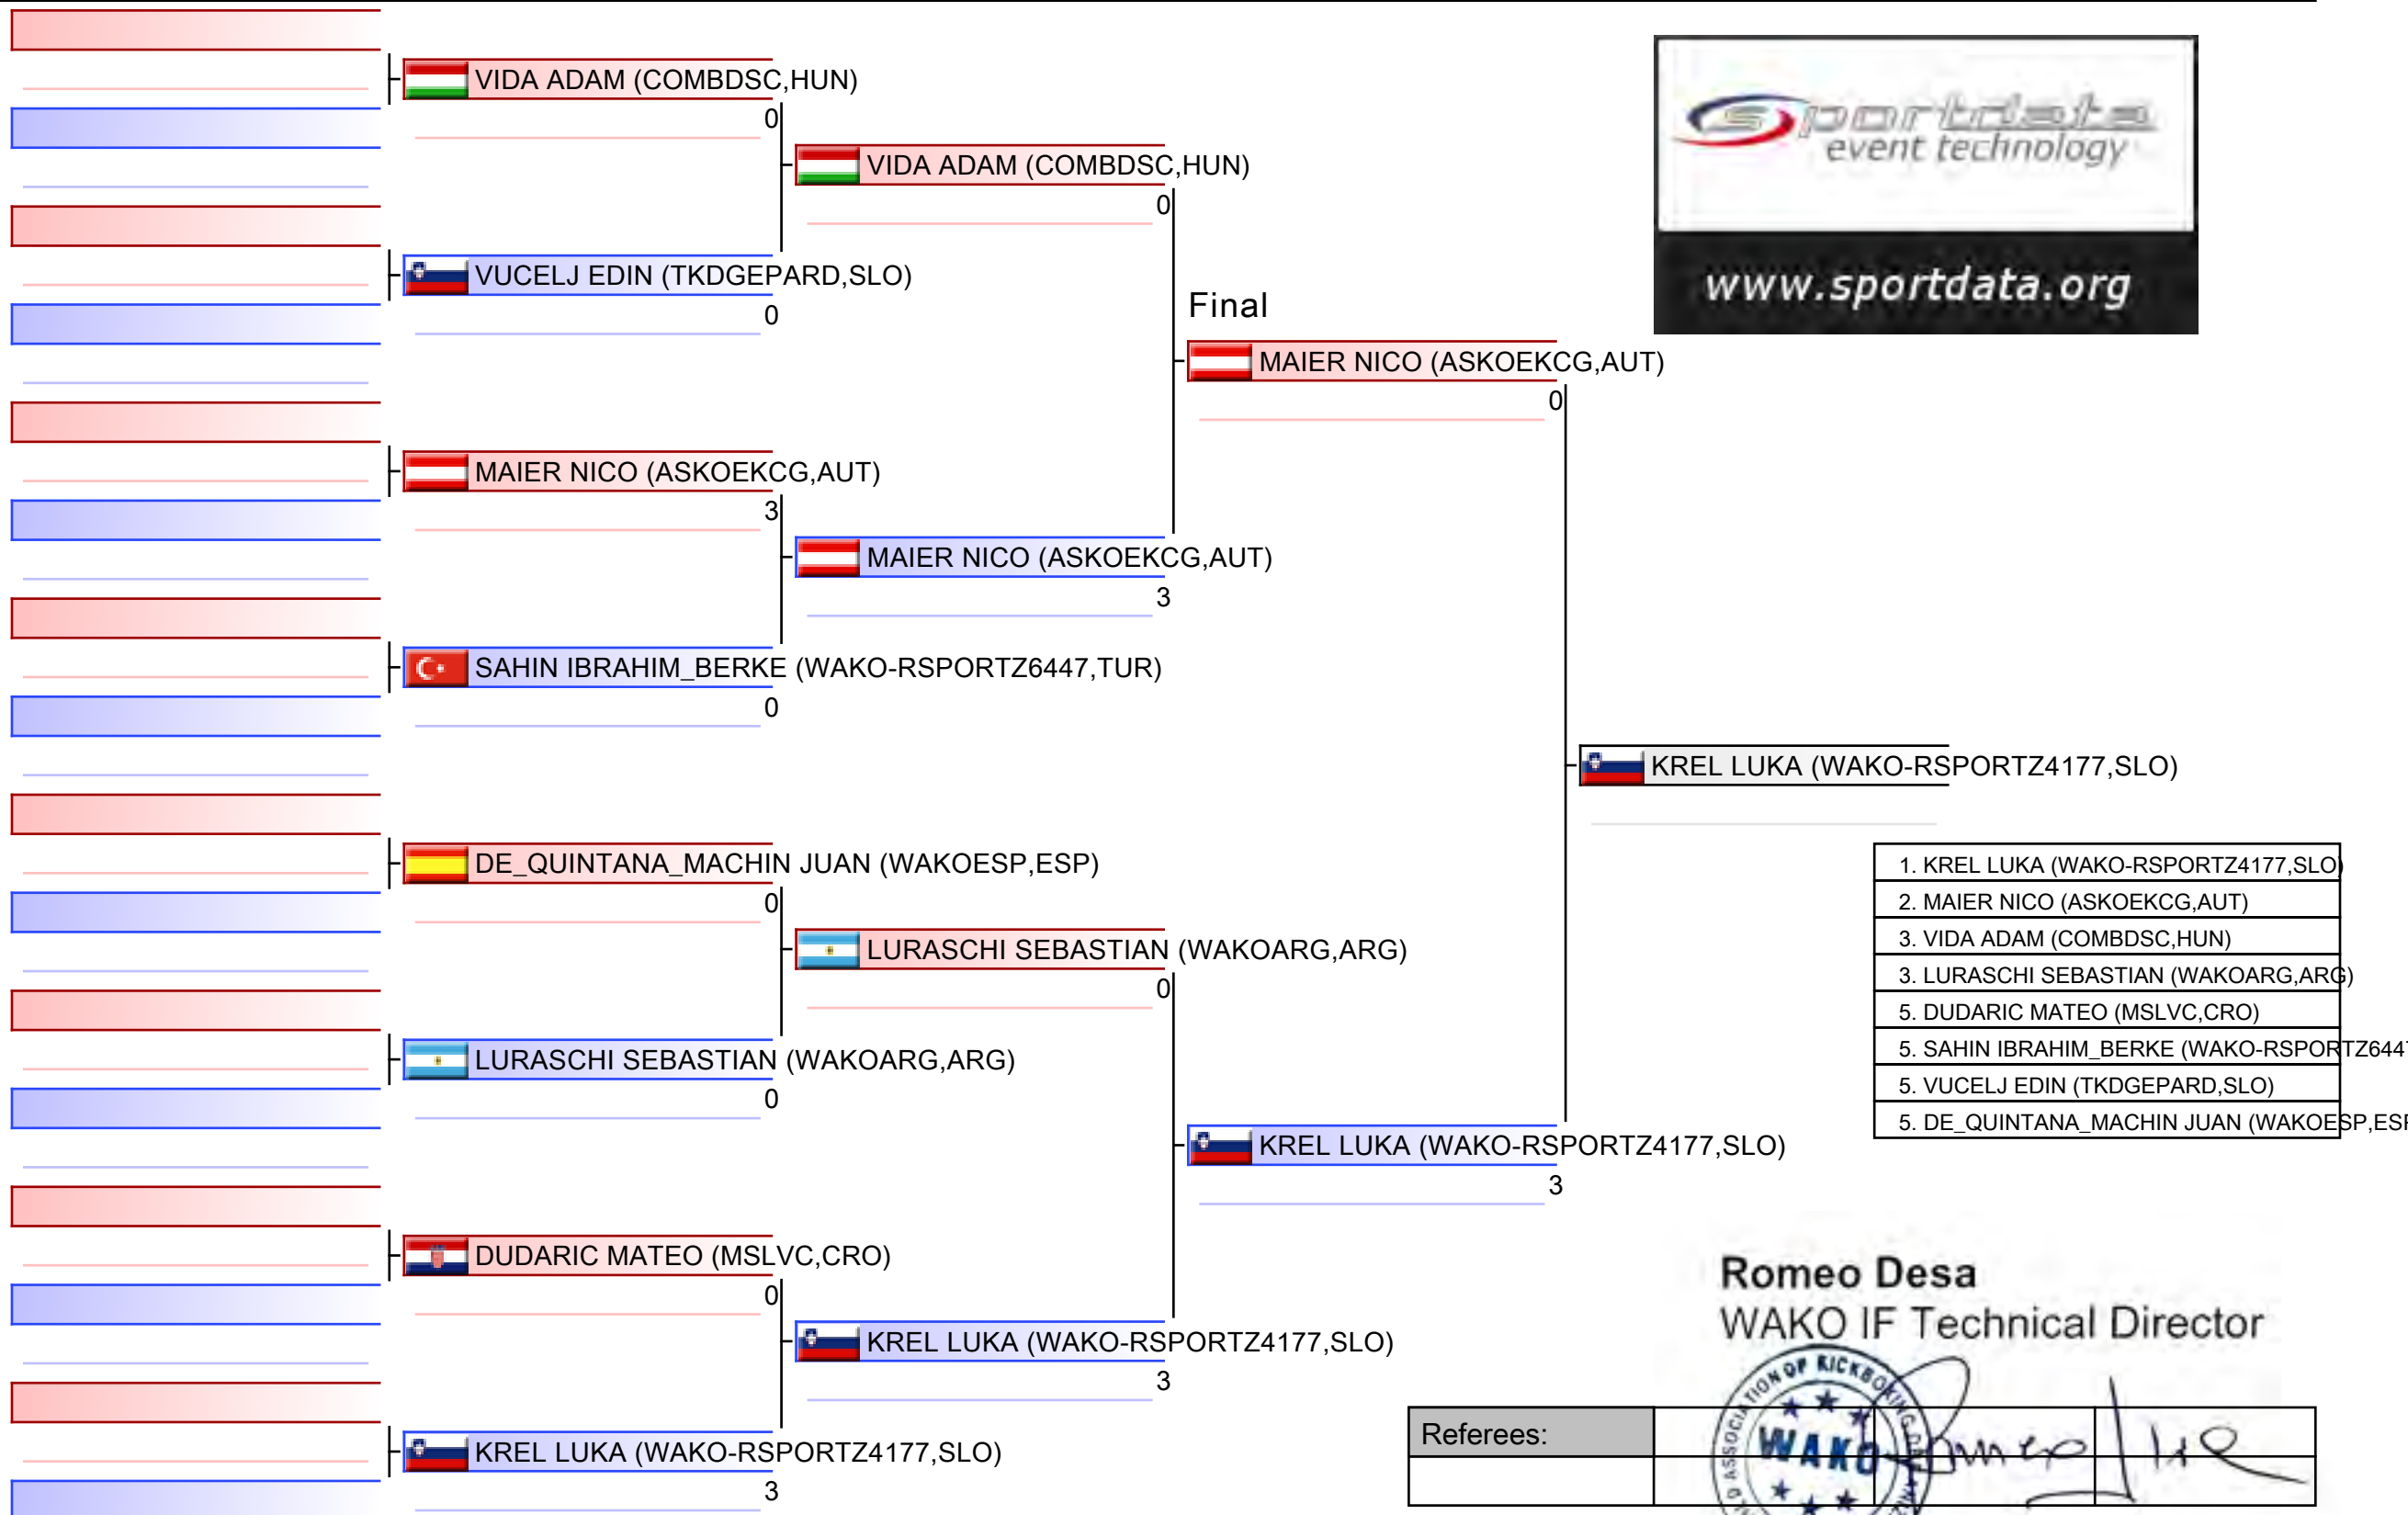 VIDA ADAM (COMBDSC,HUN)
0
VUCELJ EDIN (TKDGEPARD,SLO)
0
MAIER NICO (ASKOEKCG,AUT)
3
SAHIN IBRAHIM_BERKE (WAKO-RSPORTZ6447,TUR)
0
DE_QUINTANA_MACHIN JUAN (WAKOESP,ESP)
0
LURASCHI SEBASTIAN (WAKOARG,ARG)
0
DUDARIC MATEO (MSLVC,CRO)
0
KREL LUKA (WAKO-RSPORTZ4177,SLO)
3
VIDA ADAM (COMBDSC,HUN)
0
MAIER NICO (ASKOEKCG,AUT)
3
LURASCHI SEBASTIAN (WAKOARG,ARG)
0
KREL LUKA (WAKO-RSPORTZ4177,SLO)
3
Final
MAIER NICO (ASKOEKCG,AUT)
0
KREL LUKA (WAKO-RSPORTZ4177,SLO)
3
KREL LUKA (WAKO-RSPORTZ4177,SLO)
sportdata
event technology
www.sportdata.org
1. KREL LUKA (WAKO-RSPORTZ4177,SLO)
2. MAIER NICO (ASKOEKCG,AUT)
3. VIDA ADAM (COMBDSC,HUN)
3. LURASCHI SEBASTIAN (WAKOARG,ARG)
5. DUDARIC MATEO (MSLVC,CRO)
5. SAHIN IBRAHIM_BERKE (WAKO-RSPORTZ6447
5. VUCELJ EDIN (TKDGEPARD,SLO)
5. DE_QUINTANA_MACHIN JUAN (WAKOESP,ESP
Romeo Desa
WAKO IF Technical Director
Referees:
ASSOCIATION OF KICKBOXING
WAKO